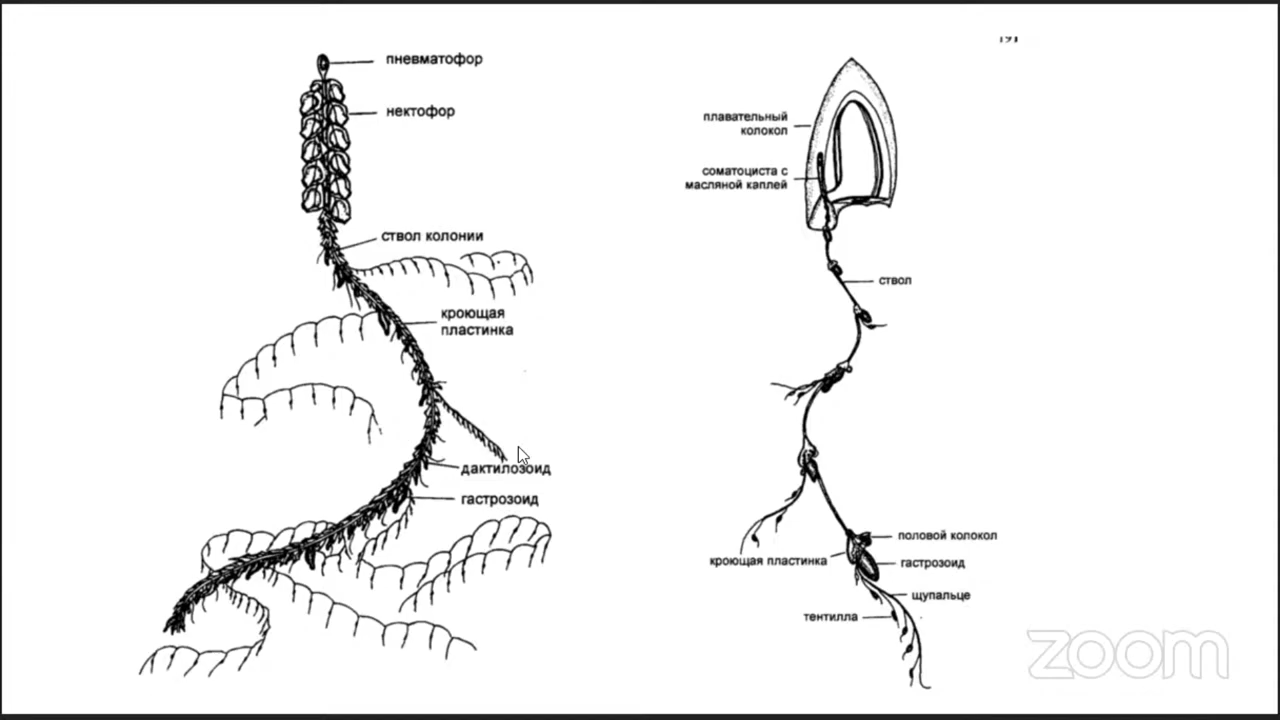 пневматофор
нектофор
ствол колонии
кроющая
пластинка
дактилозоид
гастрозоид
плавательный
колокол
соматоциста с
масляной каплей
ствол
половой колокол
кроющая пластинка
гастрозоид
щупальце
тентилла
zoom